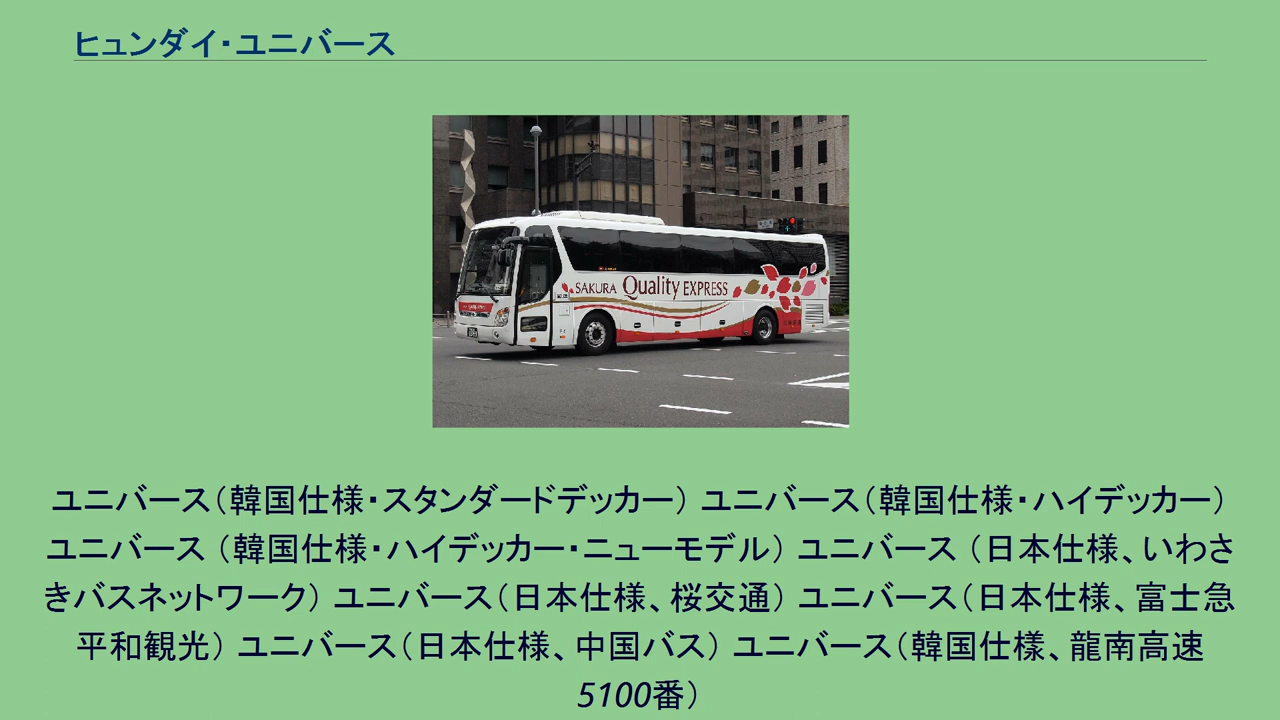 ヒュンダイ・ユニバース
SAKURA Quality EXPRESS
ユニバース（韓国仕様・スタンダードデッカー） ユニバース（韓国仕様・ハイデッカー）
ユニバース （韓国仕様・ハイデッカー・ニューモデル） ユニバース （日本仕様、いわさ
きバスネットワーク） ユニバース（日本仕様、桜交通） ユニバース（日本仕様、富士急
平和観光） ユニバース（日本仕様、中国バス） ユニバース（韓国仕樣、龍南高速
5100番）